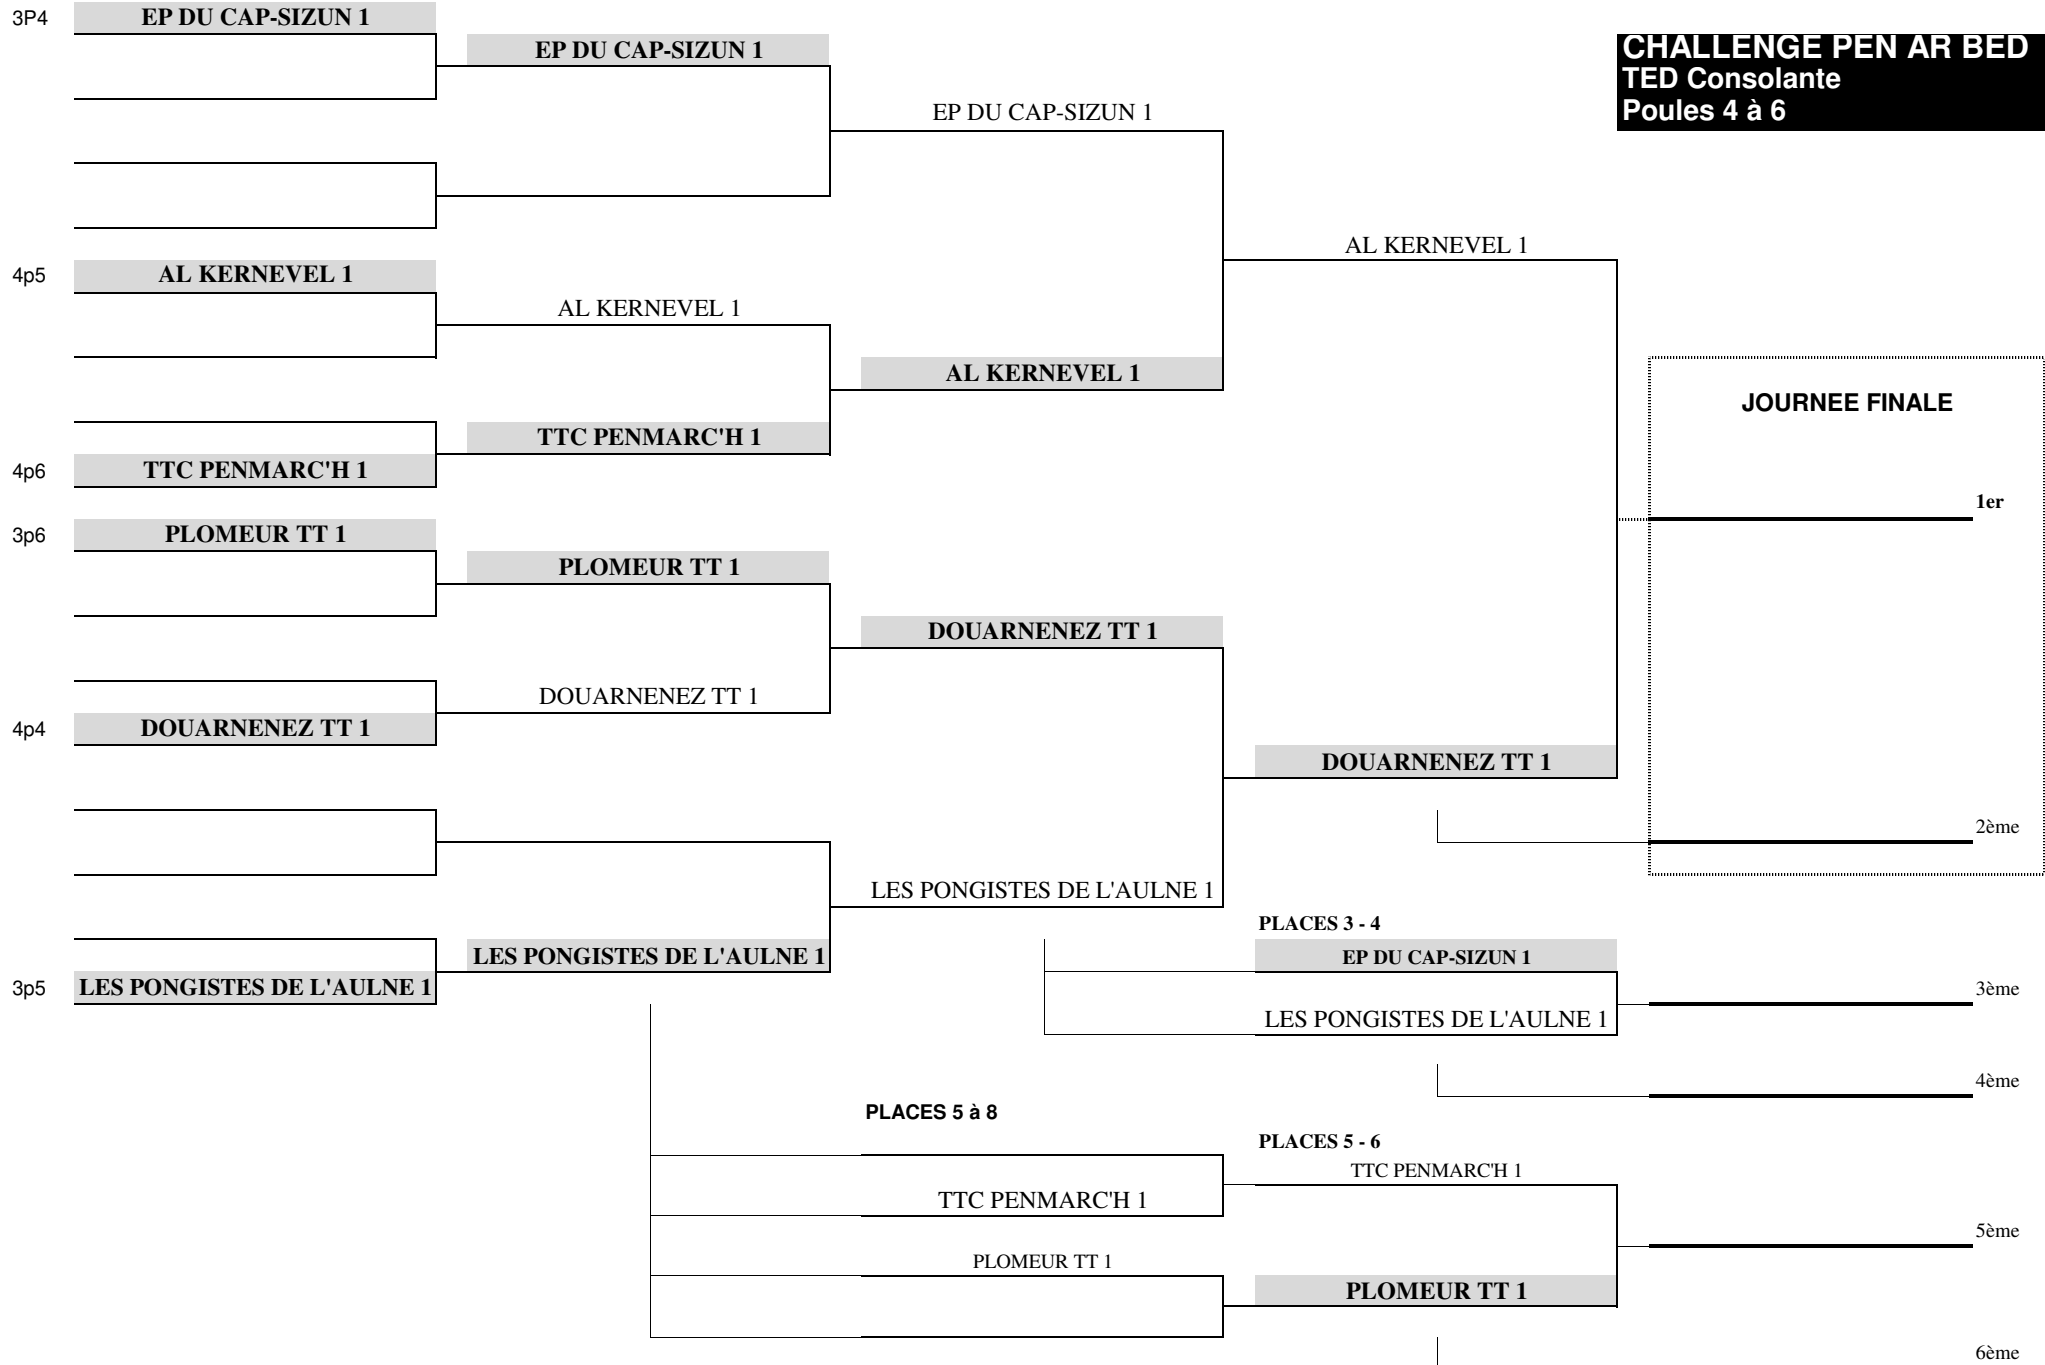 3P4
EP DU CAP-SIZUN 1
EP DU CAP-SIZUN 1
CHALLENGE PEN AR BED
TED Consolante
Poules 4 à 6
EP DU CAP-SIZUN 1
AL KERNEVEL 1
4p5
AL KERNEVEL 1
AL KERNEVEL 1
AL KERNEVEL 1
JOURNEE FINALE
TTC PENMARC'H 1
4p6
TTC PENMARC'H 1
1er
3p6
PLOMEUR TT 1
PLOMEUR TT 1
DOUARNENEZ TT 1
DOUARNENEZ TT 1
4p4
DOUARNENEZ TT 1
DOUARNENEZ TT 1
2ème
LES PONGISTES DE L'AULNE 1
PLACES 3 - 4
LES PONGISTES DE L'AULNE 1
EP DU CAP-SIZUN 1
3p5
LES PONGISTES DE L'AULNE 1
3ème
LES PONGISTES DE L'AULNE 1
4ème
PLACES 5 à 8
PLACES 5 - 6
TTC PENMARC'H 1
TTC PENMARC'H 1
5ème
PLOMEUR TT 1
PLOMEUR TT 1
6ème